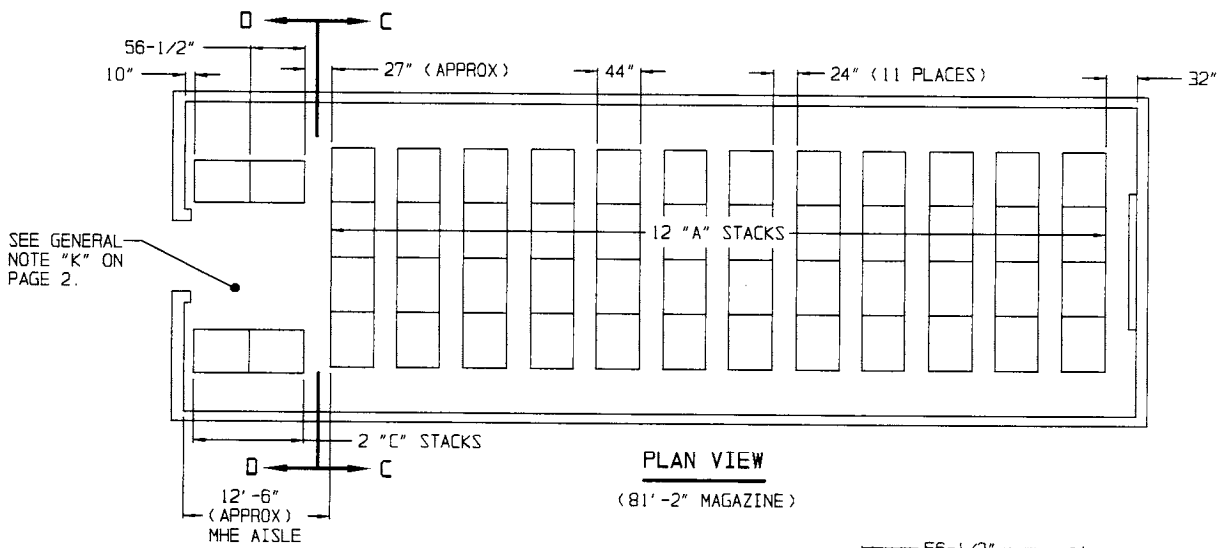 D C
56-1/2"
10"
27" (APPROX)
44"
24" (11 PLACES)
32"
SEE GENERAL
NOTE "K" ON
PAGE 2.
12 "A" STACKS
2 "C" STACKS
D C
12'-6"
(APPROX)
MHE AISLE
PLAN VIEW
(81'-2" MAGAZINE)